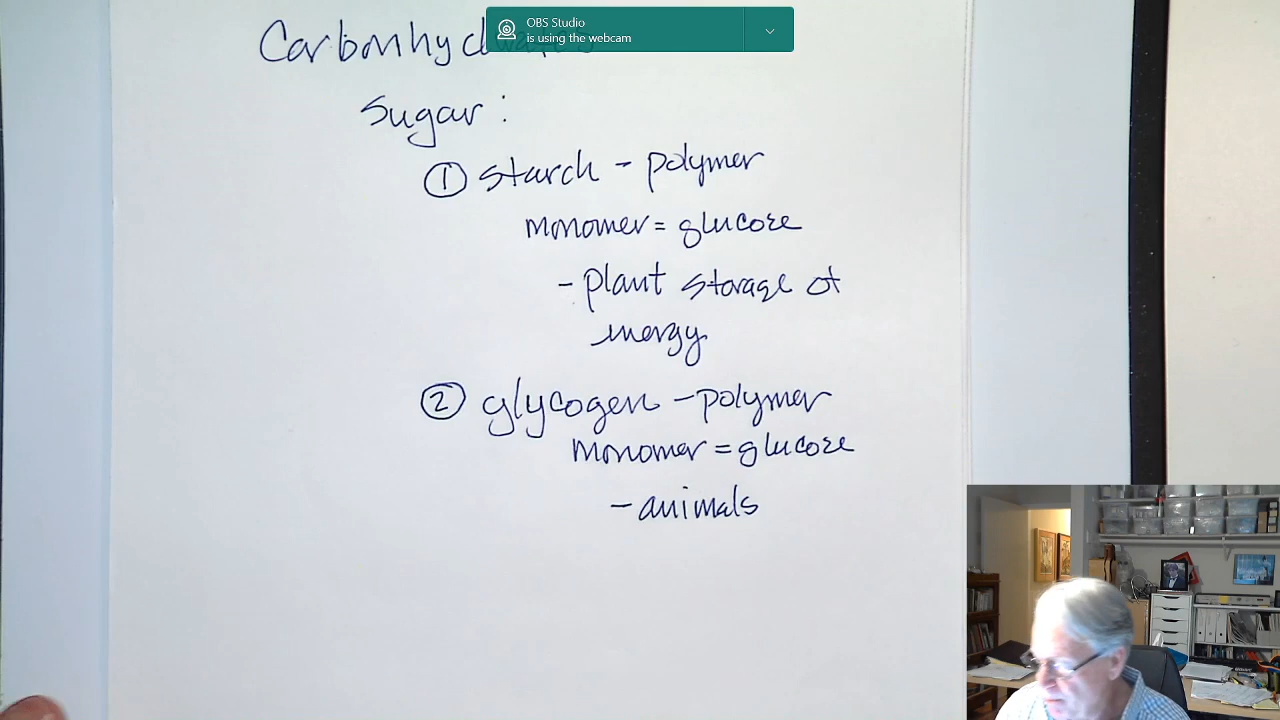 OBS Studio
is using the webcam
Carbonhydrates
Sugar :
① starch - polymer
monomer = glucose
- plant storage of
energy
② glycogen - polymer
monomer = glucose
- animals